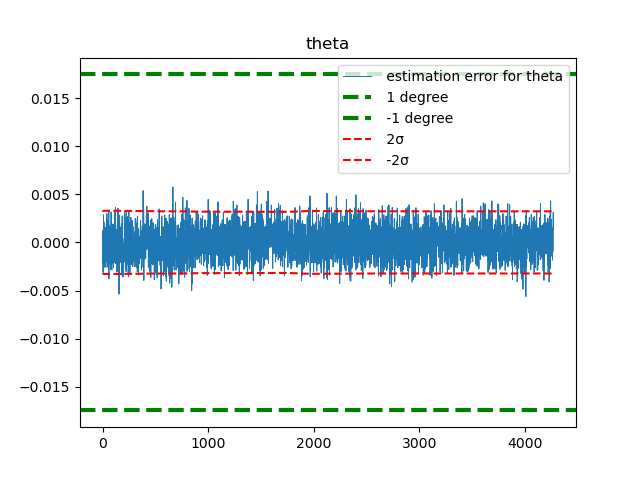 theta
estimation error for theta
1 degree
-1 degree
2σ
-2σ
0.015
0.010
0.005
0.000
−0.005
−0.010
−0.015
0 1000 2000 3000 4000